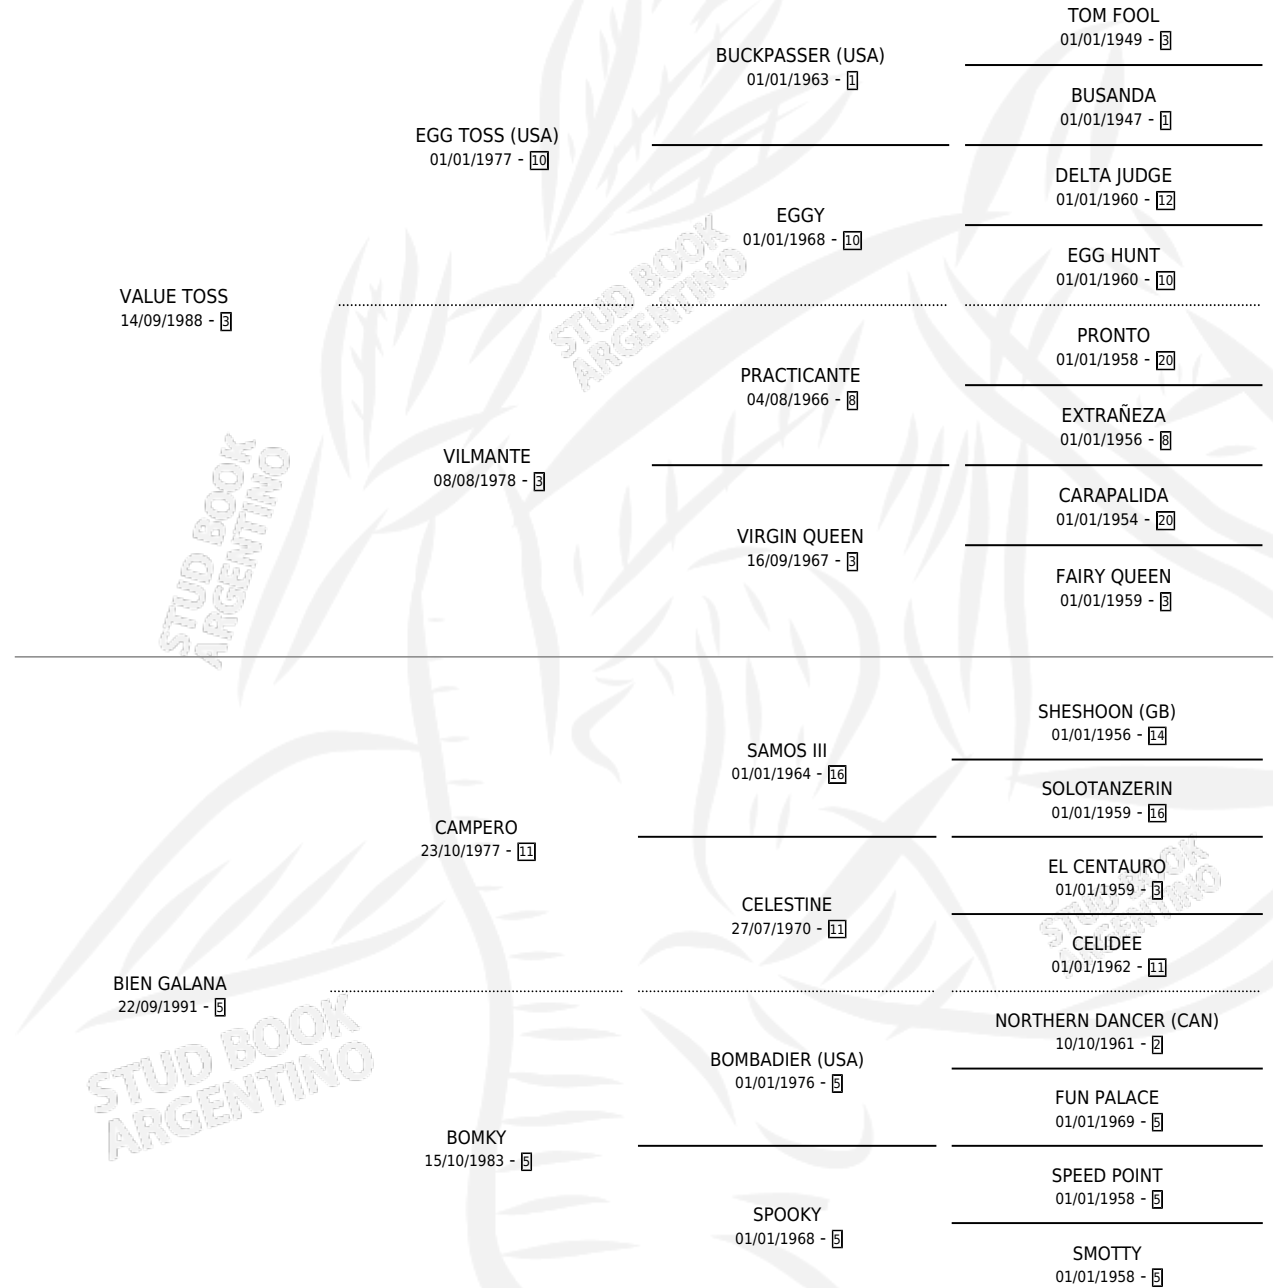 TOM FOOL
01/01/1949 - 3
BUCKPASSER (USA)
01/01/1963 - 1
BUSANDA
01/01/1947 - 1
EGG TOSS (USA)
01/01/1977 - 10
DELTA JUDGE
01/01/1960 - 12
EGGY
01/01/1968 - 10
EGG HUNT
01/01/1960 - 10
VALUE TOSS
14/09/1988 - 3
PRONTO
01/01/1958 - 20
PRACTICANTE
04/08/1966 - 8
EXTRAÑEZA
01/01/1956 - 8
VILMANTE
08/08/1978 - 3
CARAPALIDA
01/01/1954 - 20
VIRGIN QUEEN
16/09/1967 - 3
FAIRY QUEEN
01/01/1959 - 3
STUD BOOK
ARGENTINO
STUD BOOK
ARGENTINO
SHESHOON (GB)
01/01/1956 - 14
SAMOS III
01/01/1964 - 16
SOLOTANZERIN
01/01/1959 - 16
CAMPERO
23/10/1977 - 11
EL CENTAURO
01/01/1959 - 3
CELESTINE
27/07/1970 - 11
CELIDEE
01/01/1962 - 11
BIEN GALANA
22/09/1991 - 5
NORTHERN DANCER (CAN)
10/10/1961 - 2
BOMBADIER (USA)
01/01/1976 - 5
FUN PALACE
01/01/1969 - 5
BOMKY
15/10/1983 - 5
SPEED POINT
01/01/1958 - 5
SPOOKY
01/01/1968 - 5
SMOTTY
01/01/1958 - 5
STUD BOOK
ARGENTINO
STUD BOOK
ARGENTINO